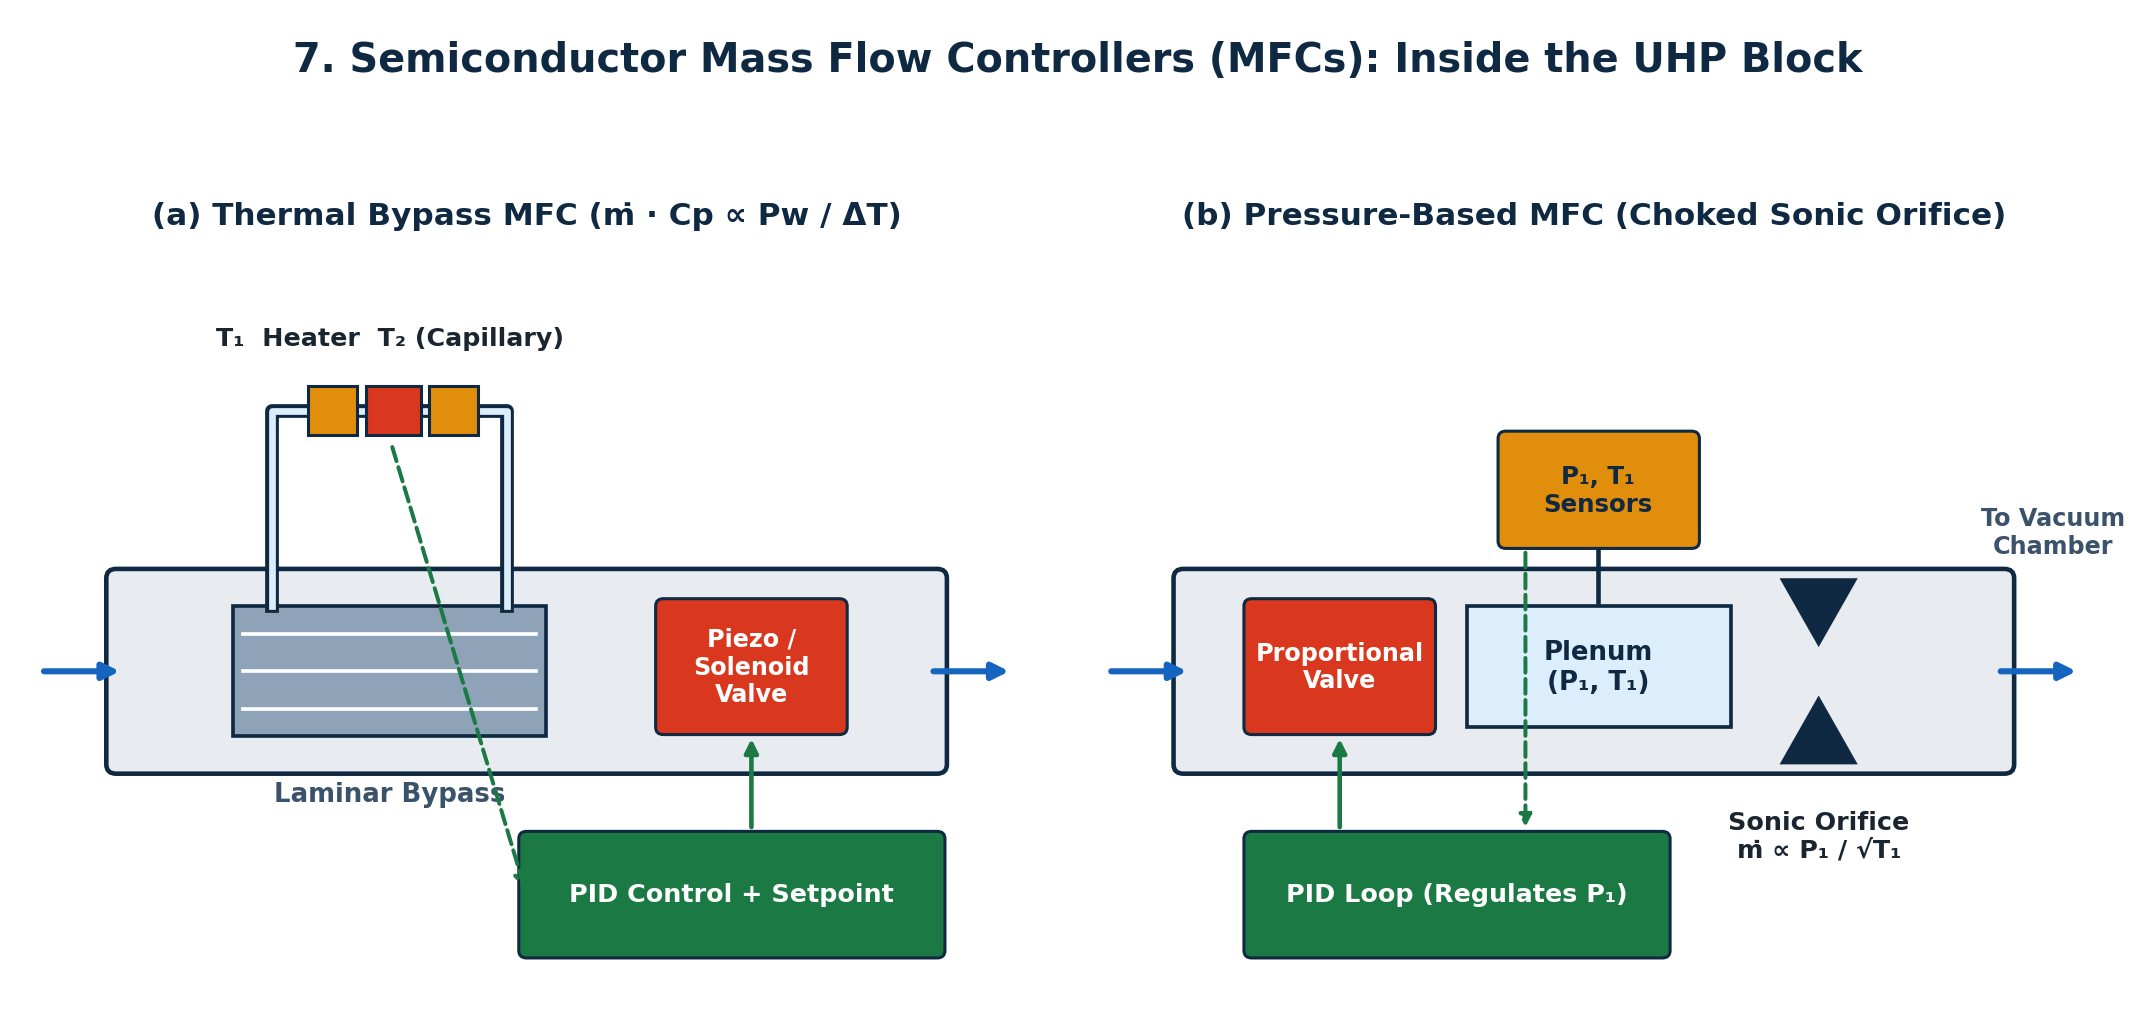 7. Semiconductor Mass Flow Controllers (MFCs): Inside the UHP Block
(a) Thermal Bypass MFC (ṁ · Cp ∝ Pw / ΔT)
T₁  Heater  T₂ (Capillary)
Piezo /
Solenoid
Valve
Laminar Bypass
PID Control + Setpoint
(b) Pressure-Based MFC (Choked Sonic Orifice)
P₁, T₁
Sensors
To Vacuum
Chamber
Proportional
Valve
Plenum
(P₁, T₁)
Sonic Orifice
ṁ ∝ P₁ / √T₁
PID Loop (Regulates P₁)